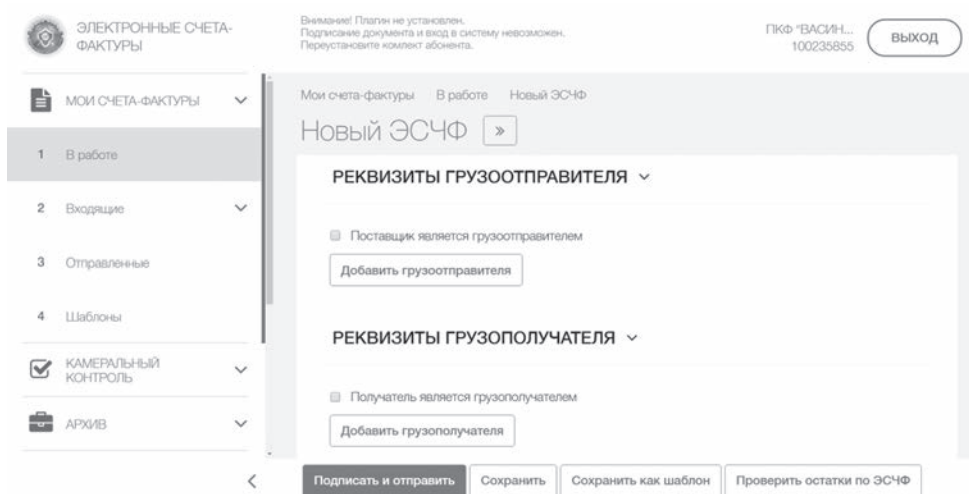 ЭЛЕКТРОННЫЕ СЧЕТА-
ФАКТУРЫ
Внимание! Плагин не установлен.
Подписание документа и вход в систему невозможен.
Переустановите комлект абонента.
ПКФ "ВАСИН...
100235855
ВЫХОД
МОИ СЧЕТА-ФАКТУРЫ
1 В работе
2 Входящие
3 Отправленные
4 Шаблоны
КАМЕРАЛЬНЫЙ
КОНТРОЛЬ
АРХИВ
Мои счета-фактуры В работе Новый ЭСЧФ
Новый ЭСЧФ »
РЕКВИЗИТЫ ГРУЗООТПРАВИТЕЛЯ
Поставщик является грузоотправителем
Добавить грузоотправителя
РЕКВИЗИТЫ ГРУЗОПОЛУЧАТЕЛЯ
Получатель является грузополучателем
Добавить грузополучателя
Подписать и отправить Сохранить Сохранить как шаблон Проверить остатки по ЭСЧФ